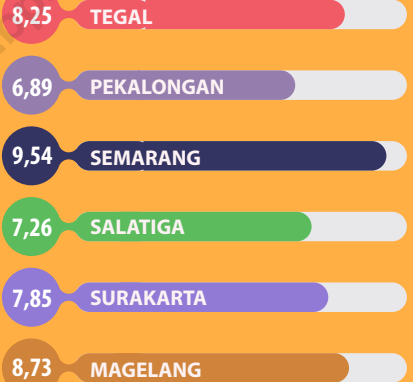 8,25 TEGAL
6,89 PEKALONGAN
9,54 SEMARANG
7,26 SALATIGA
7,85 SURAKARTA
8,73 MAGELANG